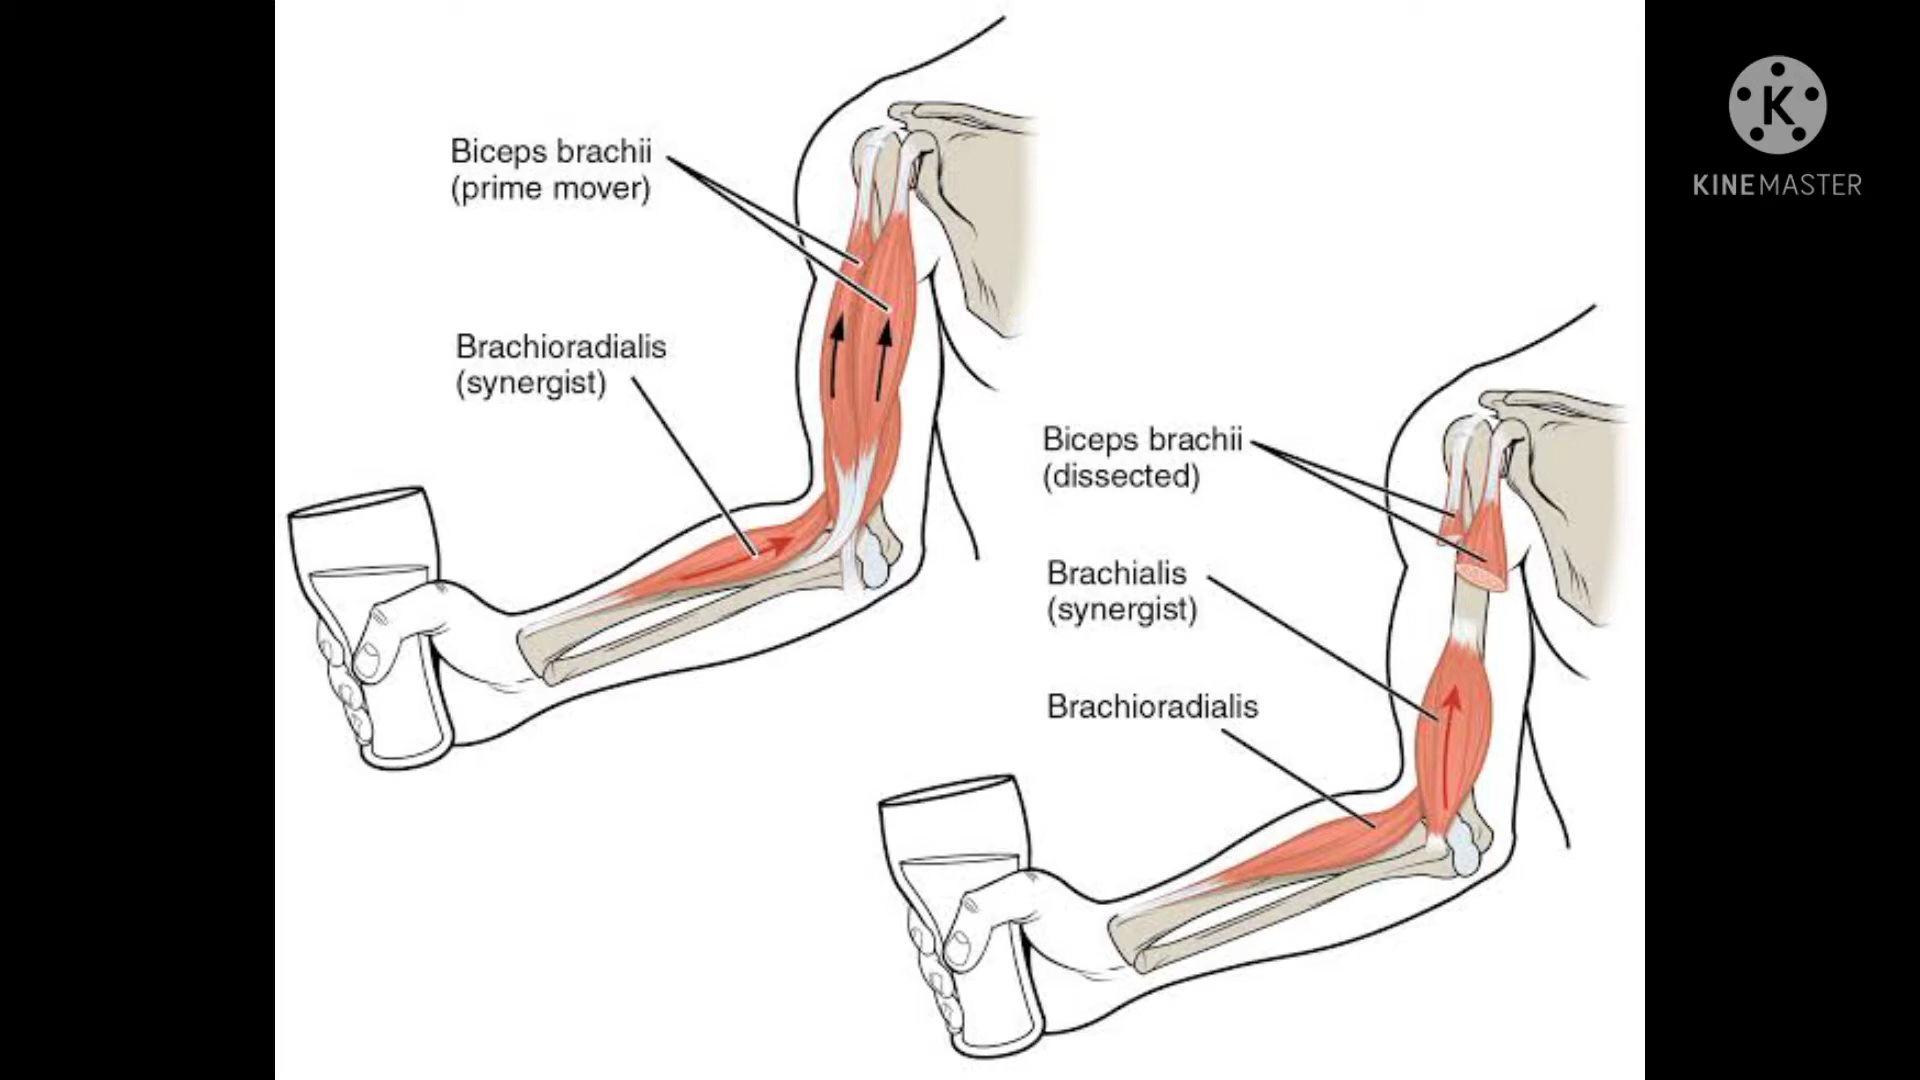 Biceps brachii
(prime mover)
Brachioradialis
(synergist)
Biceps brachii
(dissected)
Brachialis
(synergist)
Brachioradialis
K
KINEMASTER